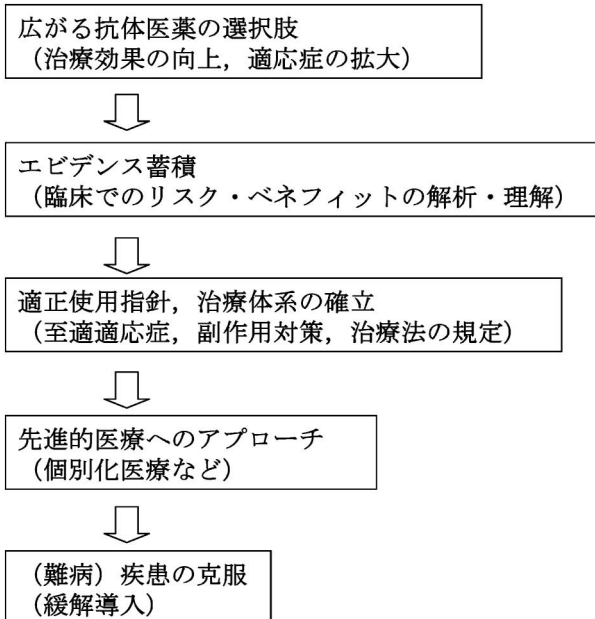 広がる抗体医薬の選択肢
（治療効果の向上，適応症の拡大）
エビデンス蓄積
（臨床でのリスク・ベネフィットの解析・理解）
適正使用指針，治療体系の確立
（至適適応症，副作用対策，治療法の規定）
先進的医療へのアプローチ
（個別化医療など）
（難病）疾患の克服
（緩解導入）